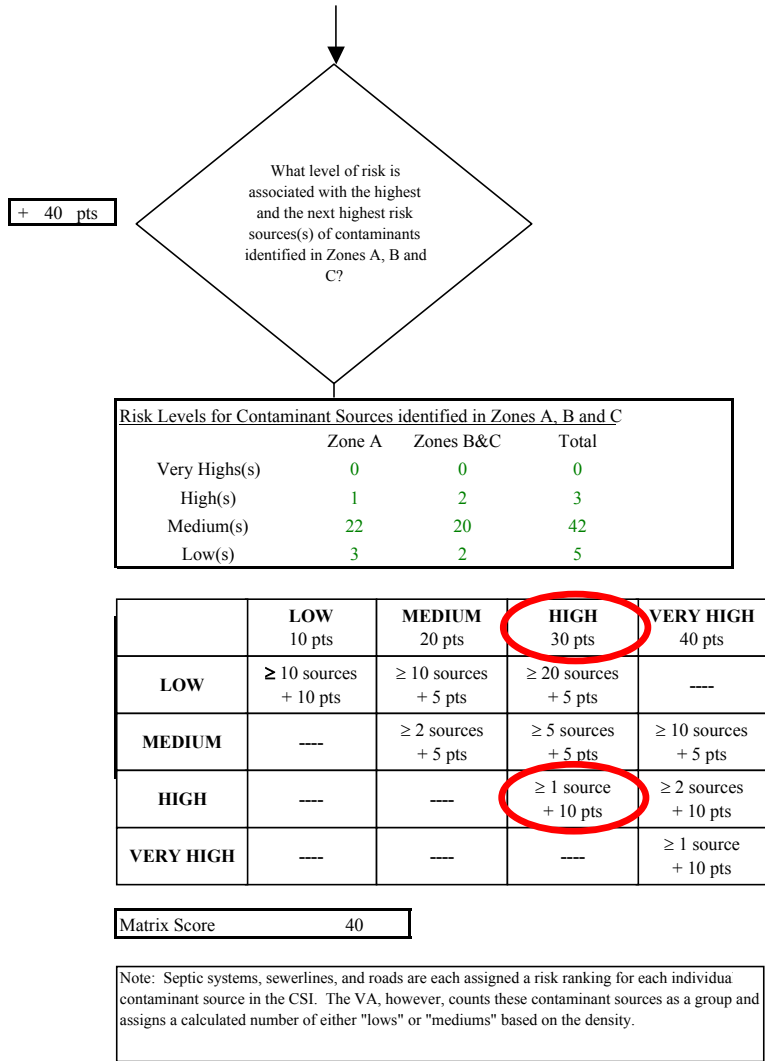 What level of risk is
associated with the highest
and the next highest risk
sources(s) of contaminants
identified in Zones A, B and
C?
+ 40 pts
Risk Levels for Contaminant Sources identified in Zones A, B and C
Zone A Zones B&C Total
Very Highs(s) 0 0 0
High(s) 1 2 3
Medium(s) 22 20 42
Low(s) 3 2 5
LOW MEDIUM HIGH VERY HIGH
10 pts 20 pts 30 pts 40 pts
LOW ≥ 10 sources ≥ 10 sources ≥ 20 sources ----
+ 10 pts + 5 pts + 5 pts
MEDIUM ---- ≥ 2 sources ≥ 5 sources ≥ 10 sources
+ 5 pts + 5 pts + 5 pts
HIGH ---- ---- ≥ 1 source ≥ 2 sources
+ 10 pts + 10 pts
VERY HIGH ---- ---- ---- ≥ 1 source
+ 10 pts
Matrix Score 40
Note: Septic systems, sewerlines, and roads are each assigned a risk ranking for each individua
contaminant source in the CSI. The VA, however, counts these contaminant sources as a group and
assigns a calculated number of either "lows" or "mediums" based on the density.